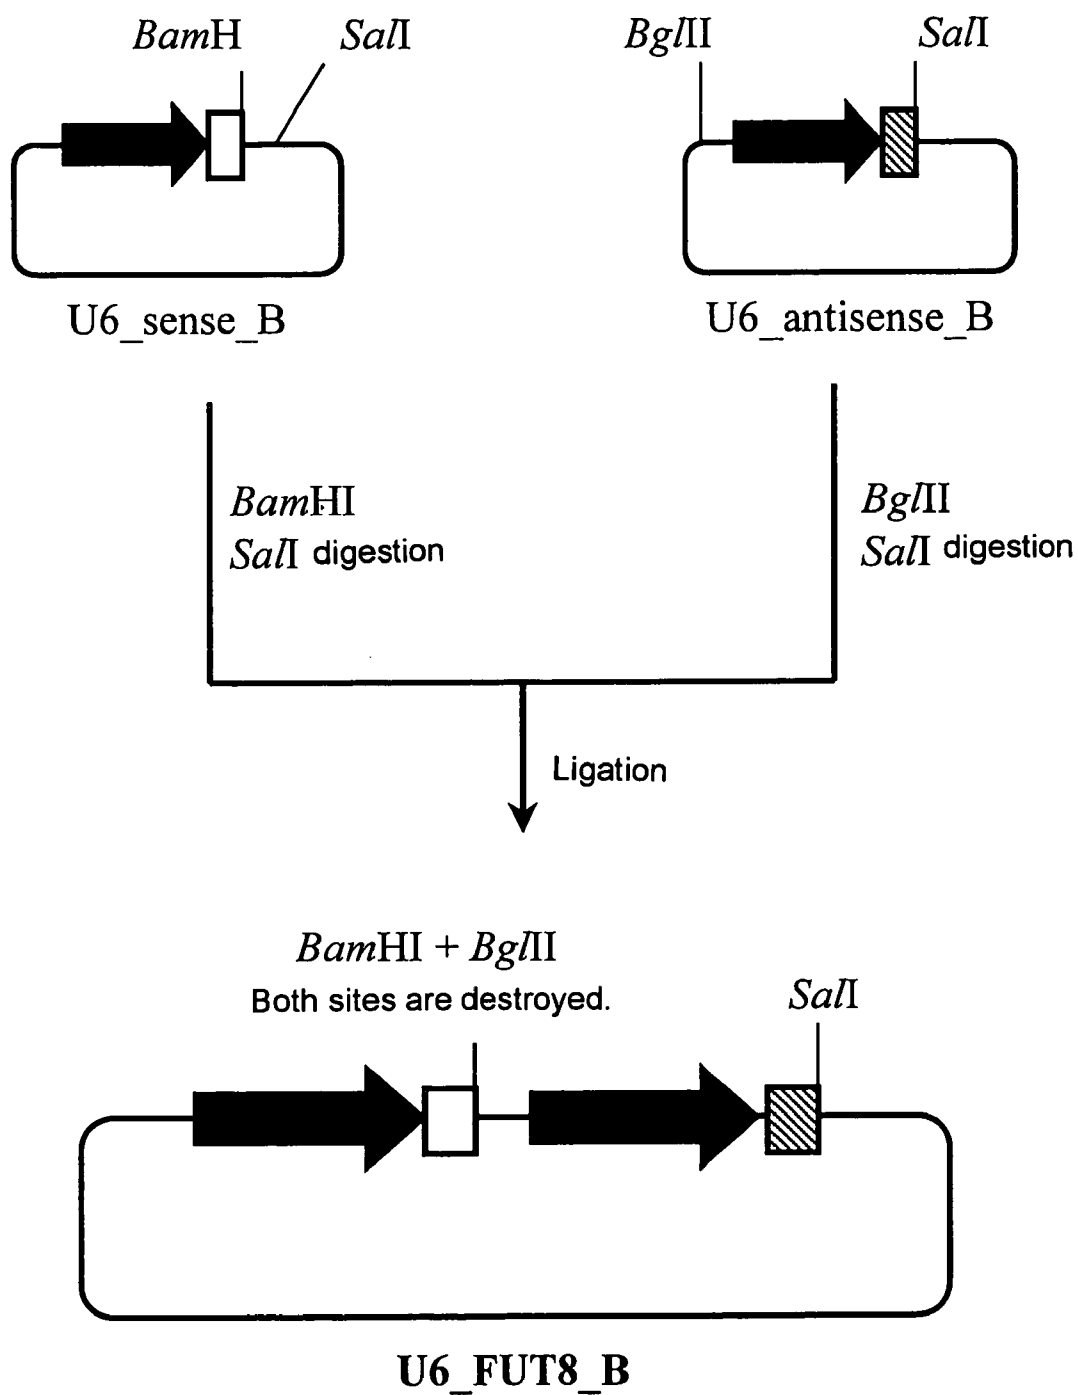 BamH
SalI
BglII
SalI
U6_sense_B
U6_antisense_B
BamHI
SalI digestion
BglII
SalI digestion
Ligation
BamHI + BglII
Both sites are destroyed.
SalI
U6_FUT8_B